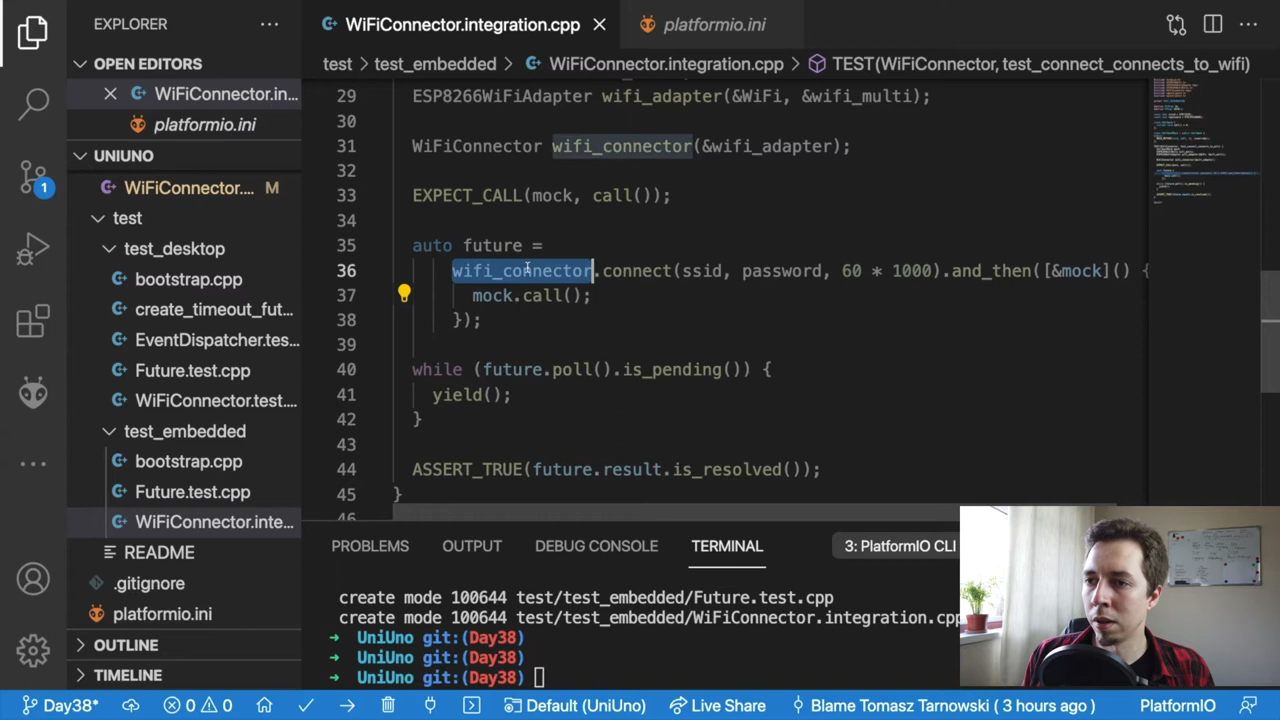 EXPLORER
OPEN EDITORS
WiFiConnector.in...
platformio.ini
UNIUNO
WiFiConnector.... M
test
test_desktop
bootstrap.cpp
create_timeout_fut...
EventDispatcher.tes...
Future.test.cpp
WiFiConnector.test....
test_embedded
bootstrap.cpp
Future.test.cpp
WiFiConnector.inte...
README
.gitignore
platformio.ini
OUTLINE
TIMELINE
1
WiFiConnector.integration.cpp
platformio.ini
test > test_embedded > WiFiConnector.integration.cpp > TEST(WiFiConnector, test_connect_connects_to_wifi)
29 wifi_adapter(&WiFi, &wifi_multi);
30
31 WiFiConnector wifi_connector(&wifi_adapter);
32
33 EXPECT_CALL(mock, call());
34
35 auto future =
36 wifi_connector.connect(ssid, password, 60 * 1000).and_then([&mock]() {
37 mock.call();
38 });
39
40 while (future.poll().is_pending()) {
41 yield();
42 }
43
44 ASSERT_TRUE(future.result.is_resolved());
45 }
46
PROBLEMS OUTPUT DEBUG CONSOLE TERMINAL 3: PlatformIO CLI
create mode 100644 test/test_embedded/Future.test.cpp
create mode 100644 test/test_embedded/WiFiConnector.integration.cpp
➜ UniUno git:(Day38)
➜ UniUno git:(Day38)
➜ UniUno git:(Day38)
Day38* 0 0 Default (UniUno) Live Share Blame Tomasz Tarnowski ( 3 hours ago ) PlatformIO